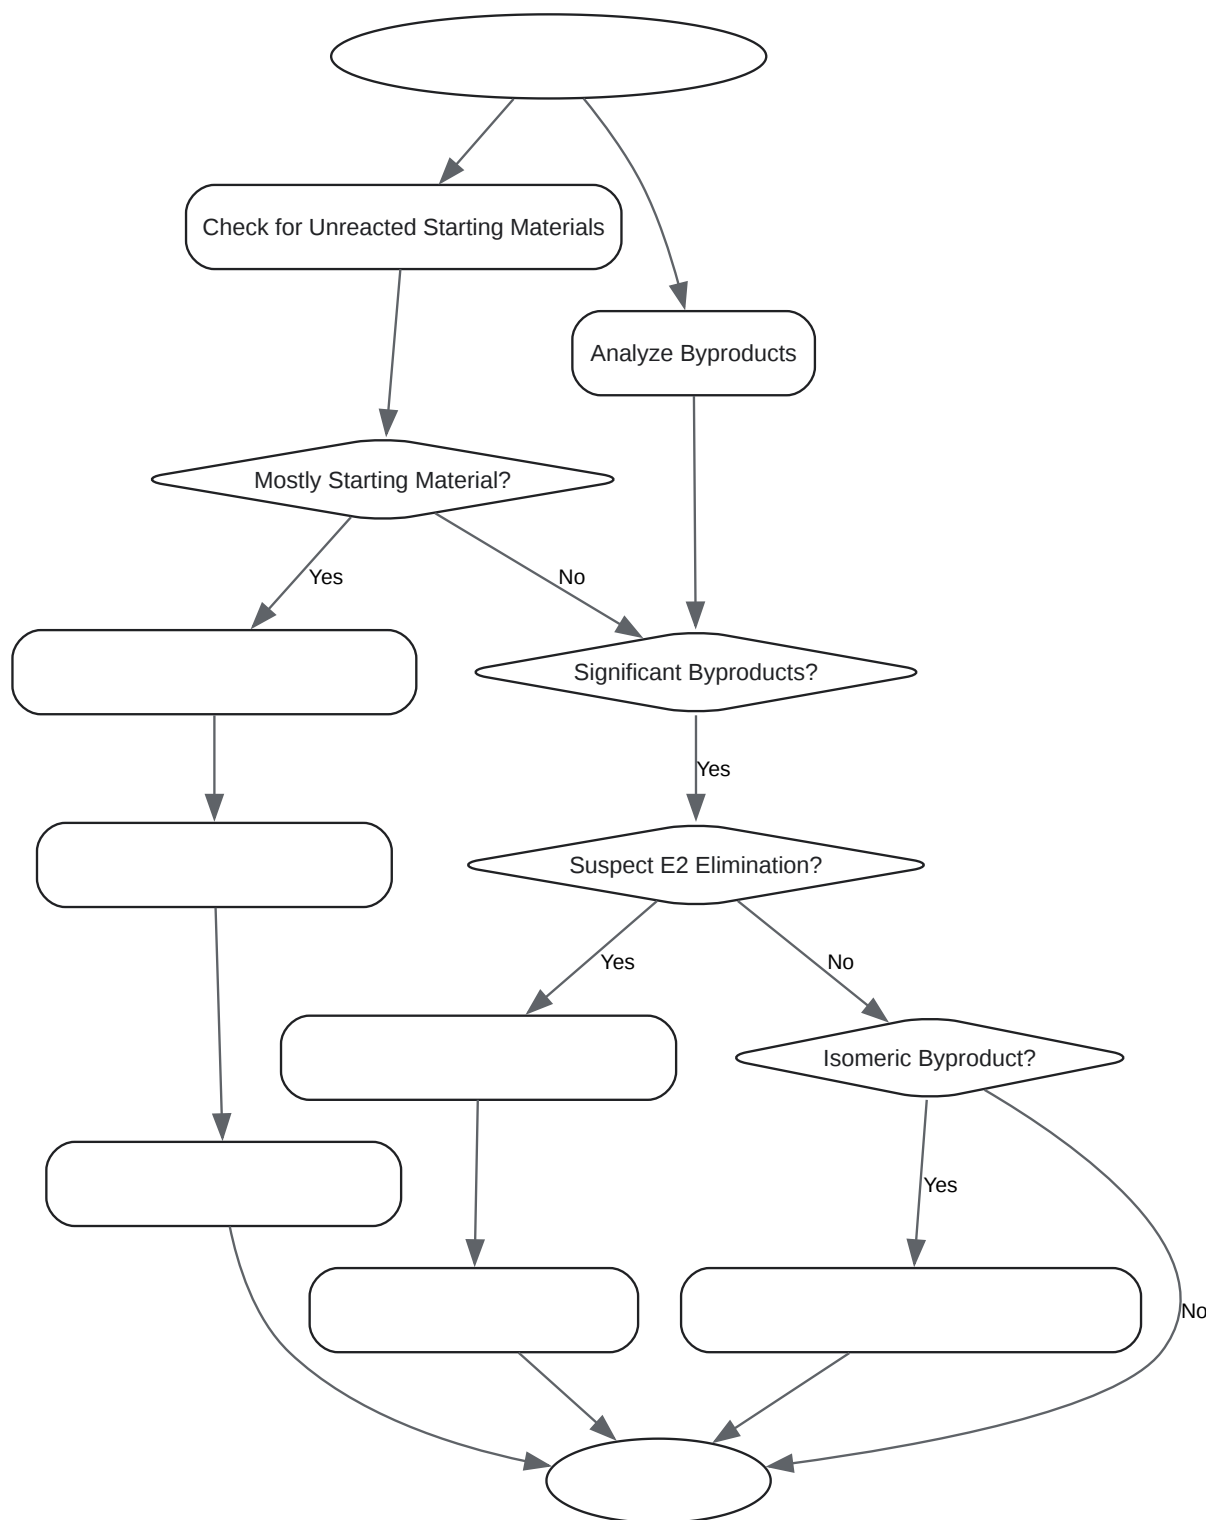 Check for Unreacted Starting Materials
Analyze Byproducts
Mostly Starting Material?
Yes
No
Significant Byproducts?
Yes
Suspect E2 Elimination?
Yes
No
Isomeric Byproduct?
Yes
No